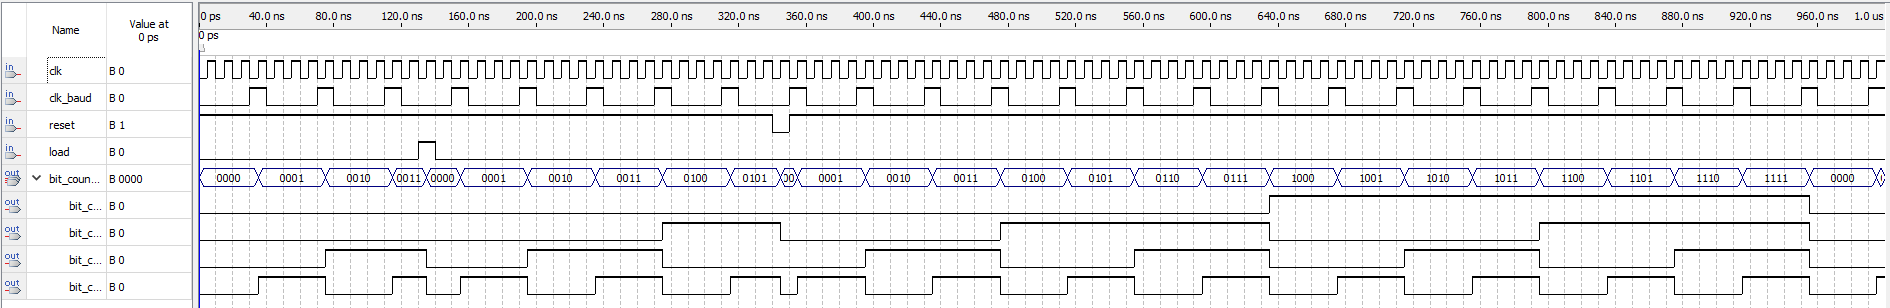 Name
Value at
0 ps
0 ps 40.0 ns 80.0 ns 120.0 ns 160.0 ns 200.0 ns 240.0 ns 280.0 ns 320.0 ns 360.0 ns 400.0 ns 440.0 ns 480.0 ns 520.0 ns 560.0 ns 600.0 ns 640.0 ns 680.0 ns 720.0 ns 760.0 ns 800.0 ns 840.0 ns 880.0 ns 920.0 ns 960.0 ns 1.0 us
0 ps
in clk B 0
in clk_baud B 0
in reset B 1
in load B 0
out bit_coun... B 0000 0000 0001 0010 0011 0000 0001 0010 0011 0100 0101 00 0001 0010 0011 0100 0101 0110 0111 1000 1001 1010 1011 1100 1101 1110 1111 0000
out bit_c... B 0
out bit_c... B 0
out bit_c... B 0
out bit_c... B 0